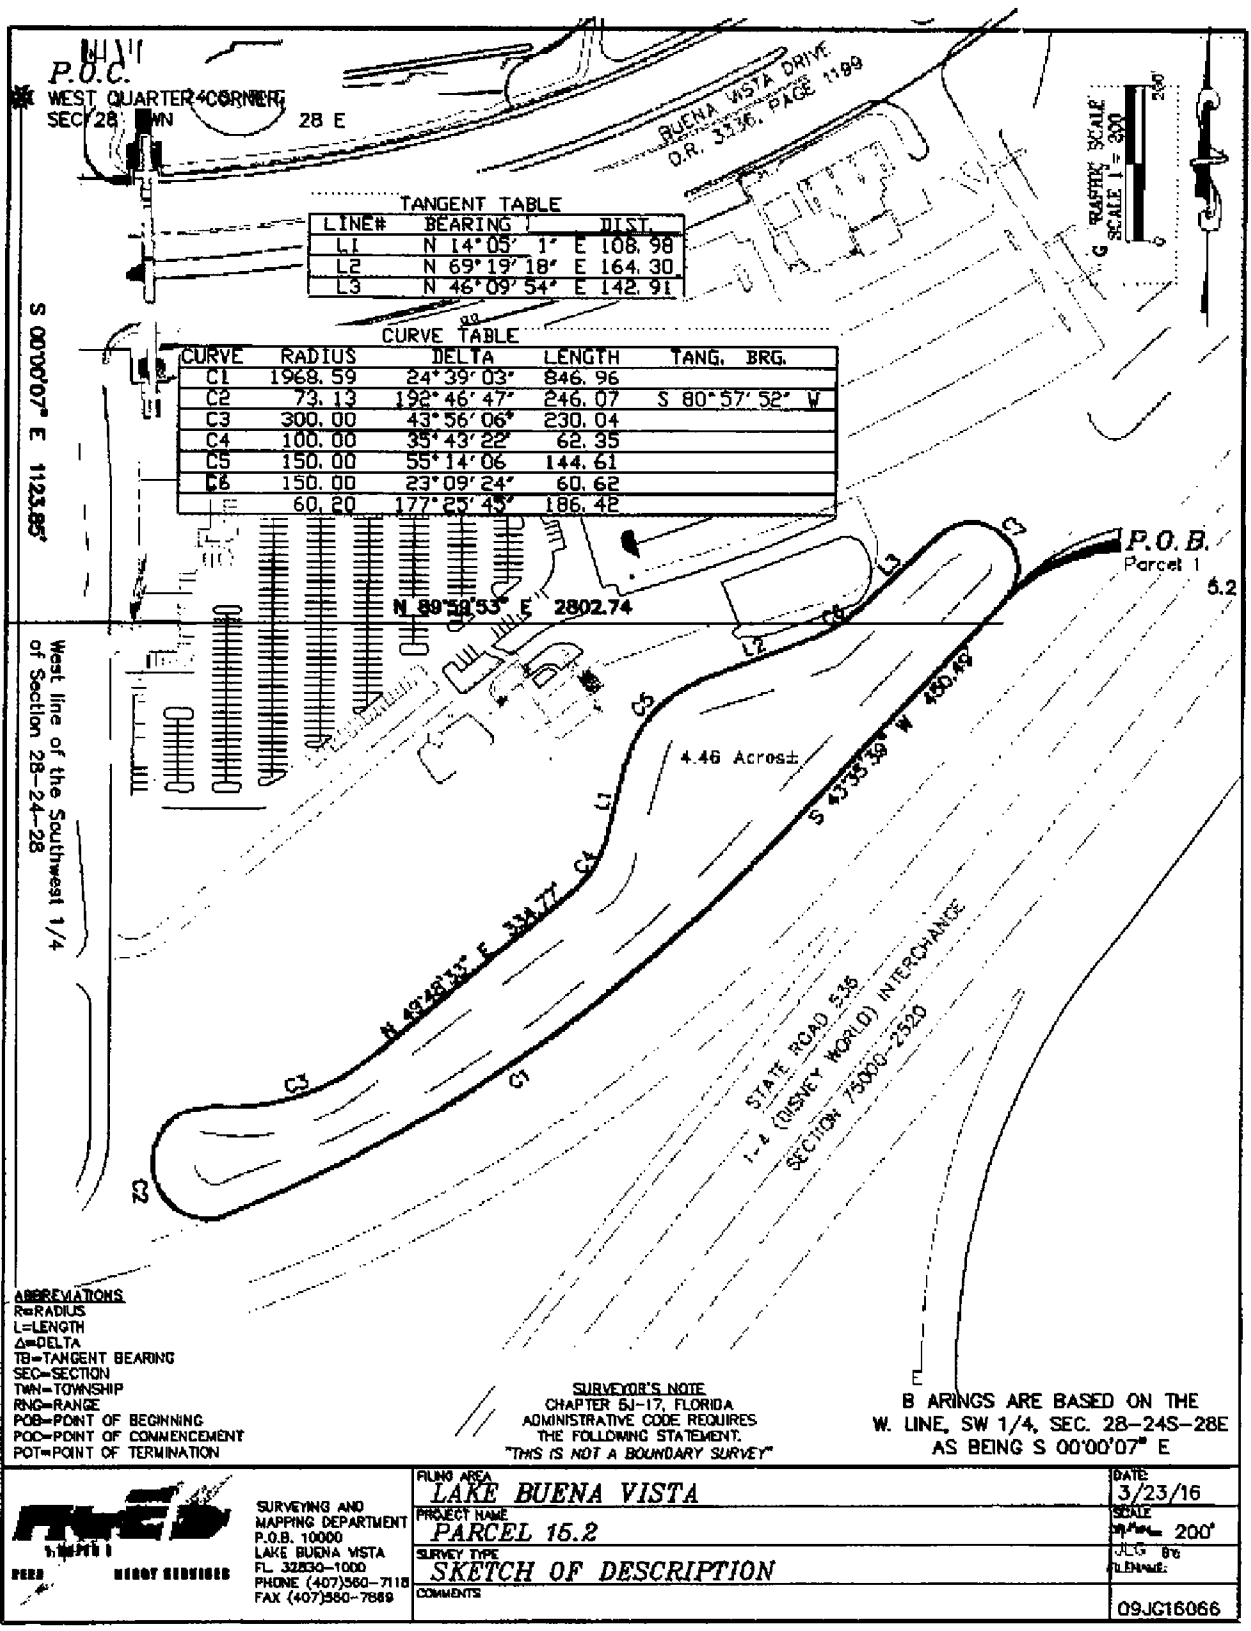 P.O.C.
WEST QUARTER CORNER,
SEC 28 WN 28 E
BUENA VISTA DRIVE
O.R. 3336, PAGE 1199
GRAPHIC SCALE
SCALE 1" = 200
0
200'
TANGENT TABLE
LINE# BEARING DIST.
L1 N 14°05' 1" E 108.98
L2 N 69°19'18" E 164.30
L3 N 46°09'54" E 142.91
CURVE TABLE
CURVE RADIUS DELTA LENGTH TANG. BRG.
C1 1968.59 24°39'03" 846.96
C2 73.13 192°46'47" 246.07 S 80°57'52" W
C3 300.00 43°56'06" 230.04
C4 100.00 35°43'22" 62.35
C5 150.00 55°14'06 144.61
C6 150.00 23°09'24" 60.62
60.20 177°25'45" 186.42
S 00'00'07" E 1123.85'
P.O.B.
Parcel 1
5.2
C7
L3
N 89°59'53" E 2802.74
C6
L2
C5
S 43°35'39" W 450.49
4.46 Acres±
L1
C4
West line of the Southwest 1/4
of Section 28-24-28
N 49°48'33" E 334.77'
C3
C1
C2
STATE ROAD 536
I-4 (DISNEY WORLD) INTERCHANGE
SECTION 75000-2520
E
ABBREVIATIONS
R=RADIUS
L=LENGTH
Δ=DELTA
TB=TANGENT BEARING
SEC=SECTION
TWN=TOWNSHIP
RNG=RANGE
POB=POINT OF BEGINNING
POC=POINT OF COMMENCEMENT
POT=POINT OF TERMINATION
SURVEYOR'S NOTE
CHAPTER 5J-17, FLORIDA
ADMINISTRATIVE CODE REQUIRES
THE FOLLOWING STATEMENT.
"THIS IS NOT A BOUNDARY SURVEY"
B ARINGS ARE BASED ON THE
W. LINE, SW 1/4, SEC. 28-24S-28E
AS BEING S 00'00'07" E
SURVEYING AND
MAPPING DEPARTMENT
P.O.B. 10000
LAKE BUENA VISTA
FL 32830-1000
PHONE (407)560-7118
FAX (407)560-7869
FILING AREA
LAKE BUENA VISTA
PROJECT NAME
PARCEL 15.2
SURVEY TYPE
SKETCH OF DESCRIPTION
COMMENTS
DATE
3/23/16
SCALE
200'
JLG
FILENAME:
09JG16066